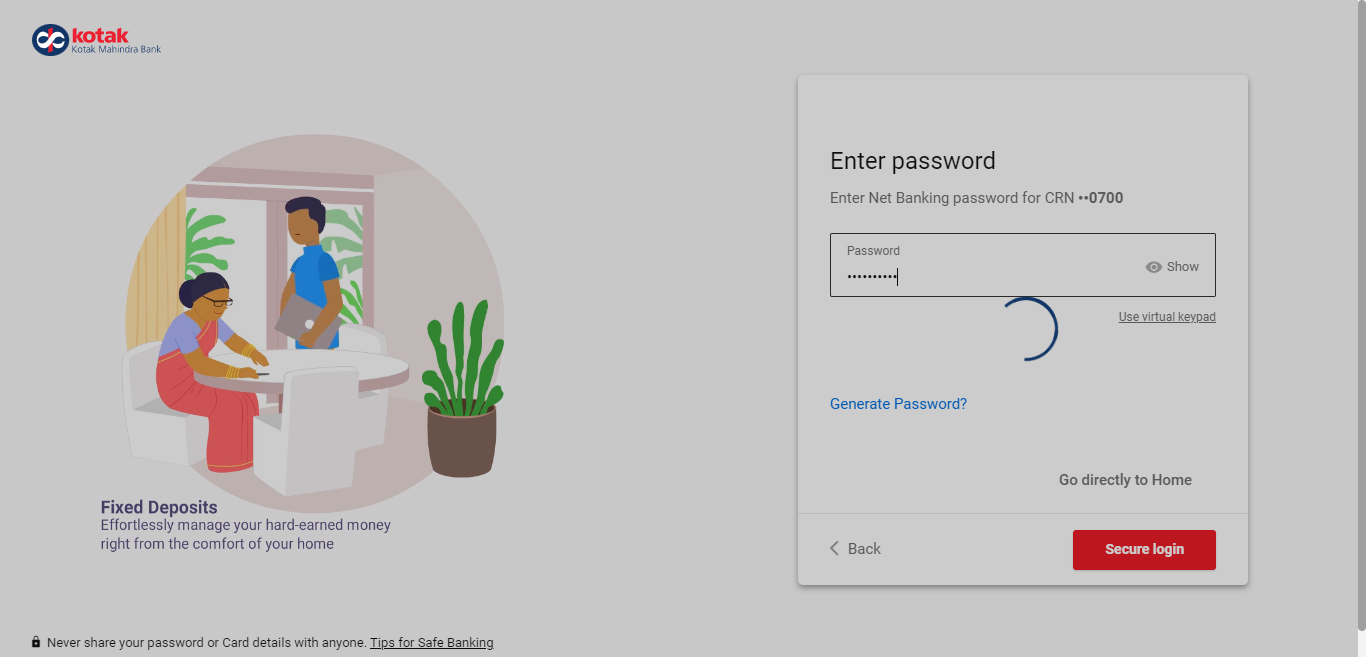 kotak
Kotak Mahindra Bank
Enter password
Enter Net Banking password for CRN ••0700
Password
••••••••••
Show
Use virtual keypad
Generate Password?
Go directly to Home
Back
Secure login
Fixed Deposits
Effortlessly manage your hard-earned money
right from the comfort of your home
Never share your password or Card details with anyone. Tips for Safe Banking